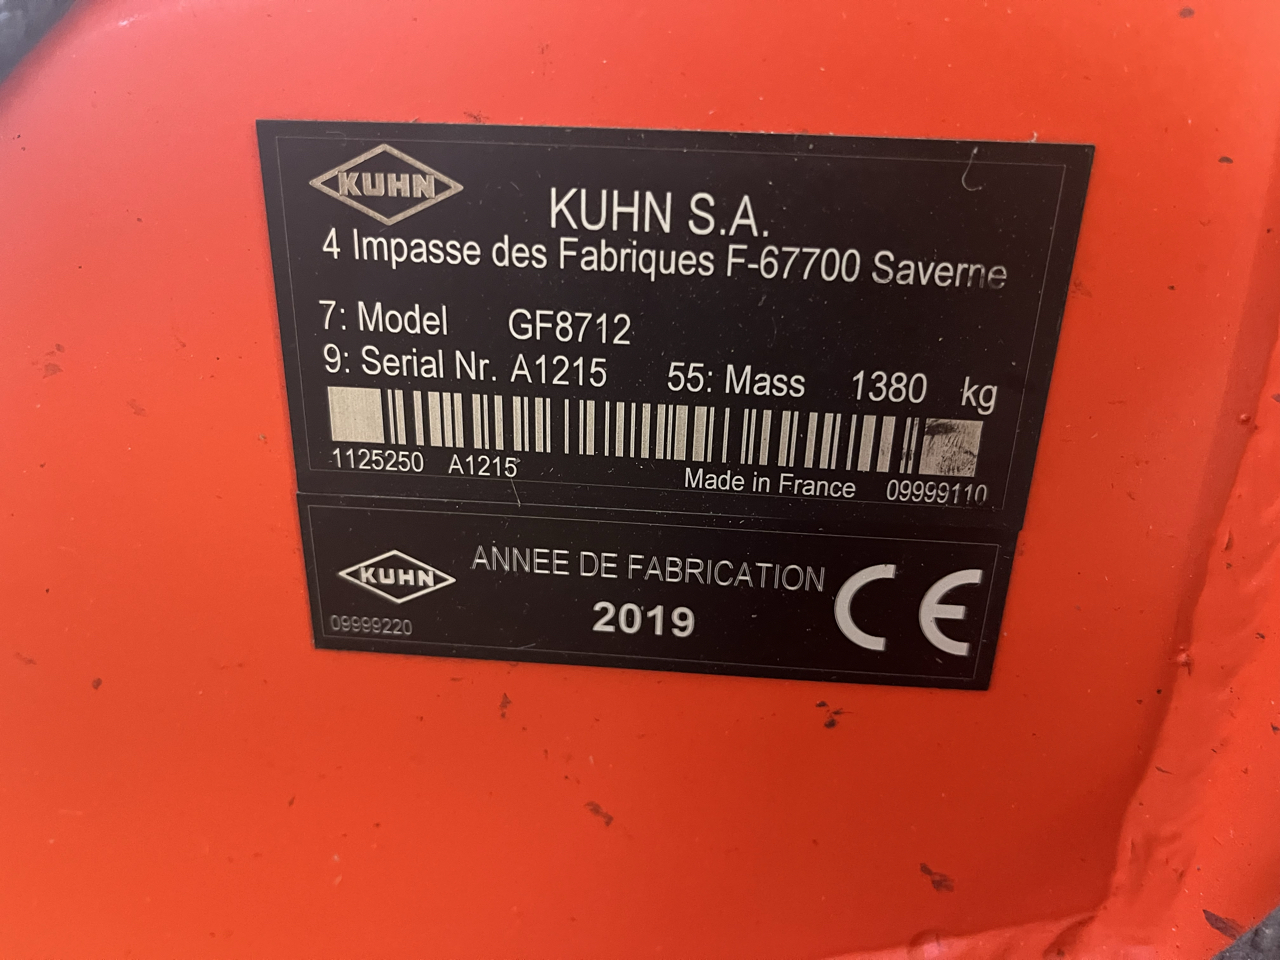 KUHN
KUHN S.A.
4 Impasse des Fabriques F-67700 Saverne
7: Model GF8712
9: Serial Nr. A1215 55: Mass 1380 kg
1125250 A1215 Made in France 09999110
KUHN
ANNEE DE FABRICATION
2019
09999220
CE